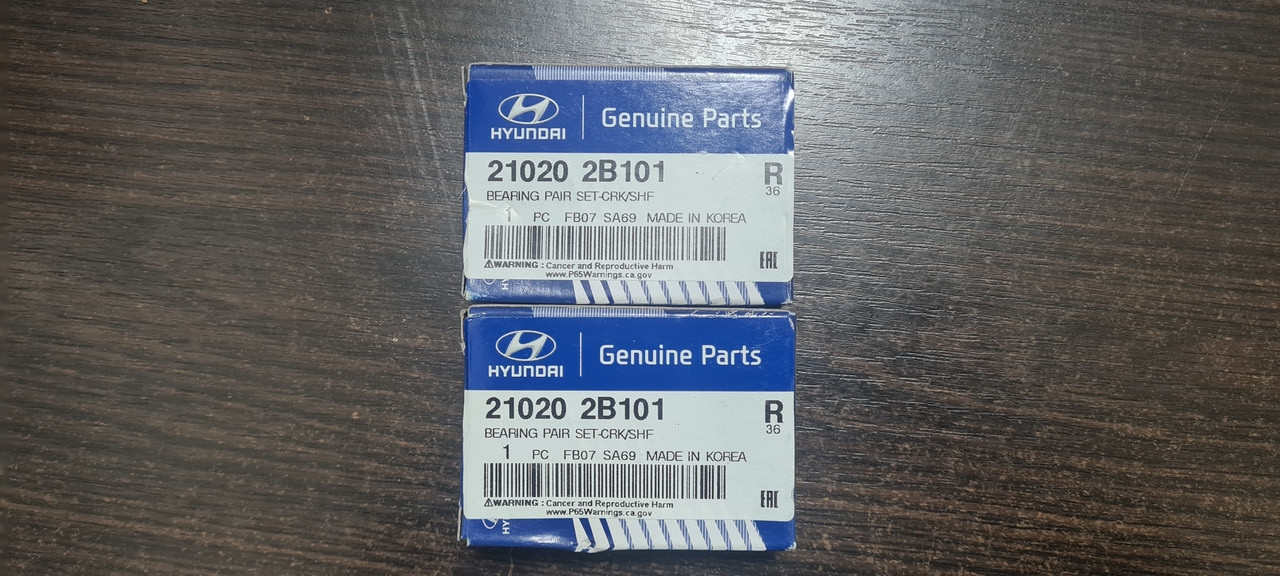 HYUNDAI
Genuine Parts
21020 2B101
R
36
BEARING PAIR SET-CRK/SHF
1 PC FB07 SA69 MADE IN KOREA
EAC
⚠WARNING : Cancer and Reproductive Harm
www.P65Warnings.ca.gov
HY
HYUNDAI
Genuine Parts
21020 2B101
R
36
BEARING PAIR SET-CRK/SHF
1 PC FB07 SA69 MADE IN KOREA
EAC
⚠WARNING : Cancer and Reproductive Harm
www.P65Warnings.ca.gov
HY